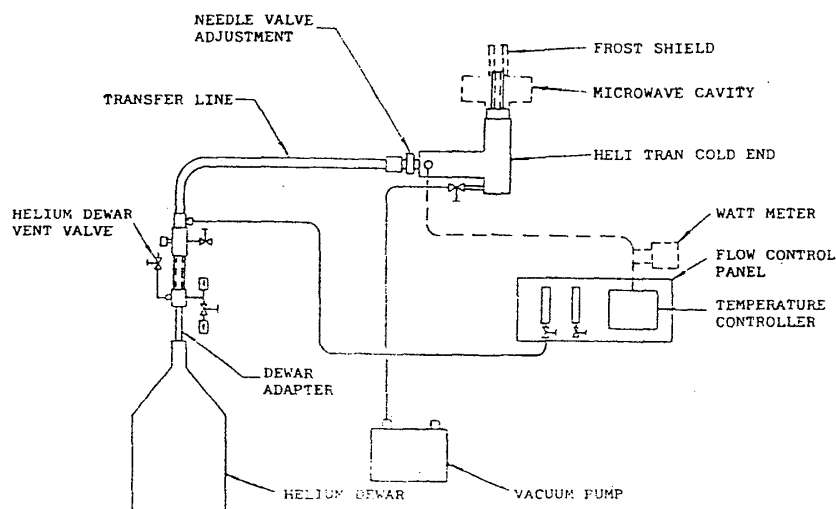 NEEDLE VALVE
ADJUSTMENT
FROST SHIELD
MICROWAVE CAVITY
TRANSFER LINE
HELI TRAN COLD END
HELIUM DEWAR
VENT VALVE
WATT METER
FLOW CONTROL
PANEL
TEMPERATURE
CONTROLLER
DEWAR
ADAPTER
HELIUM DEWAR
VACUUM PUMP